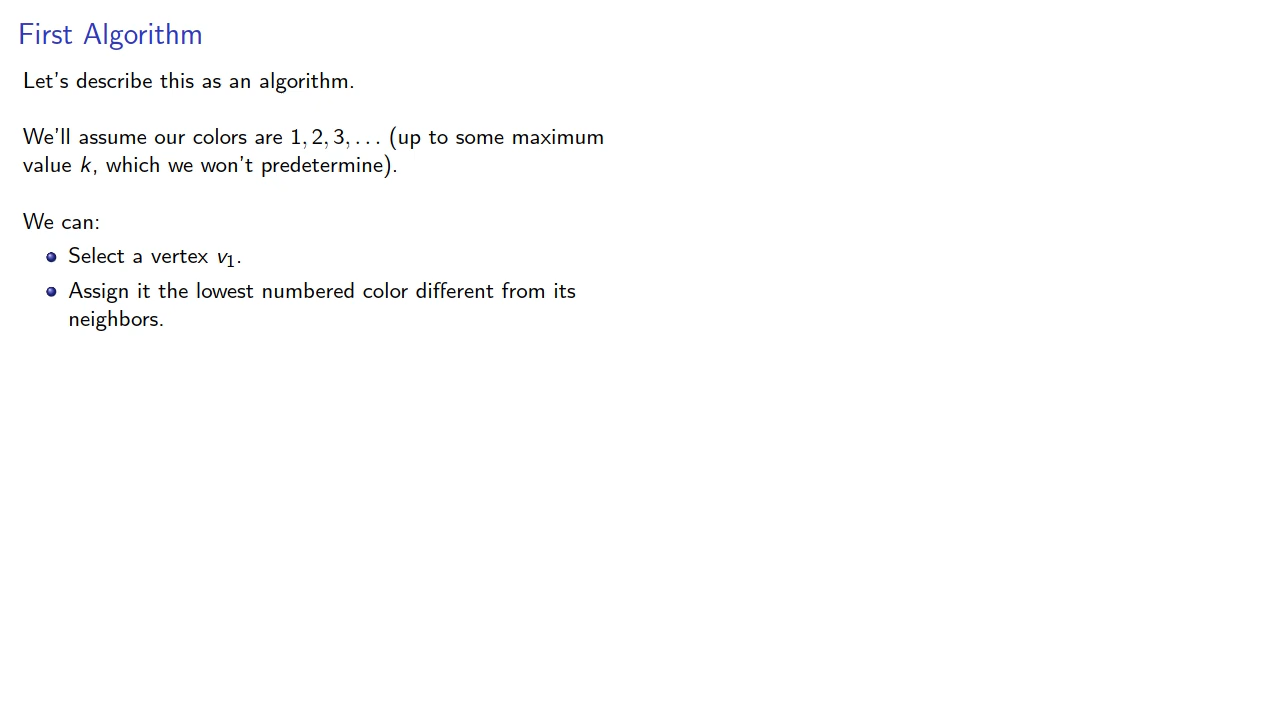 First Algorithm
Let's describe this as an algorithm.
We'll assume our colors are 1, 2, 3, . . . (up to some maximum
value k, which we won't predetermine).
We can:
Select a vertex v₁.
Assign it the lowest numbered color different from its
neighbors.